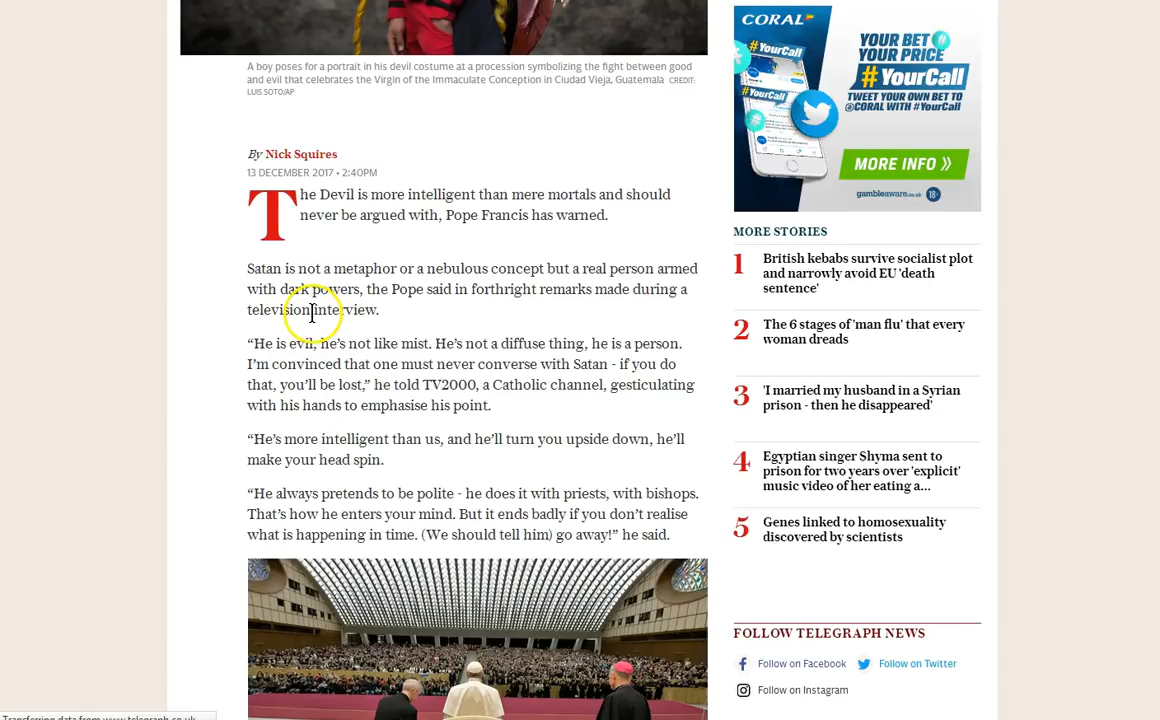 A boy poses for a portrait in his devil costume at a procession symbolizing the fight between good
and evil that celebrates the Virgin of the Immaculate Conception in Ciudad Vieja, Guatemala CREDIT:
LUIS SOTO/AP
By Nick Squires
13 DECEMBER 2017 • 2:40PM
The Devil is more intelligent than mere mortals and should
never be argued with, Pope Francis has warned.
Satan is not a metaphor or a nebulous concept but a real person armed
with dark powers, the Pope said in forthright remarks made during a
television interview.
“He is evil, he’s not like mist. He’s not a diffuse thing, he is a person.
I’m convinced that one must never converse with Satan - if you do
that, you’ll be lost,” he told TV2000, a Catholic channel, gesticulating
with his hands to emphasise his point.
“He’s more intelligent than us, and he’ll turn you upside down, he’ll
make your head spin.
“He always pretends to be polite - he does it with priests, with bishops.
That’s how he enters your mind. But it ends badly if you don’t realise
what is happening in time. (We should tell him) go away!” he said.
CORAL
#YourCall
#YourCall
YOUR BET
YOUR PRICE
#YourCall
TWEET YOUR OWN BET TO
@CORAL WITH #YourCall
MORE INFO »
gambleaware.co.uk 18+
MORE STORIES
1 British kebabs survive socialist plot
and narrowly avoid EU 'death
sentence'
2 The 6 stages of 'man flu' that every
woman dreads
3 'I married my husband in a Syrian
prison - then he disappeared'
4 Egyptian singer Shyma sent to
prison for two years over 'explicit'
music video of her eating a...
5 Genes linked to homosexuality
discovered by scientists
FOLLOW TELEGRAPH NEWS
Follow on Facebook Follow on Twitter
Follow on Instagram
Transferring data from www.telegraph.co.uk